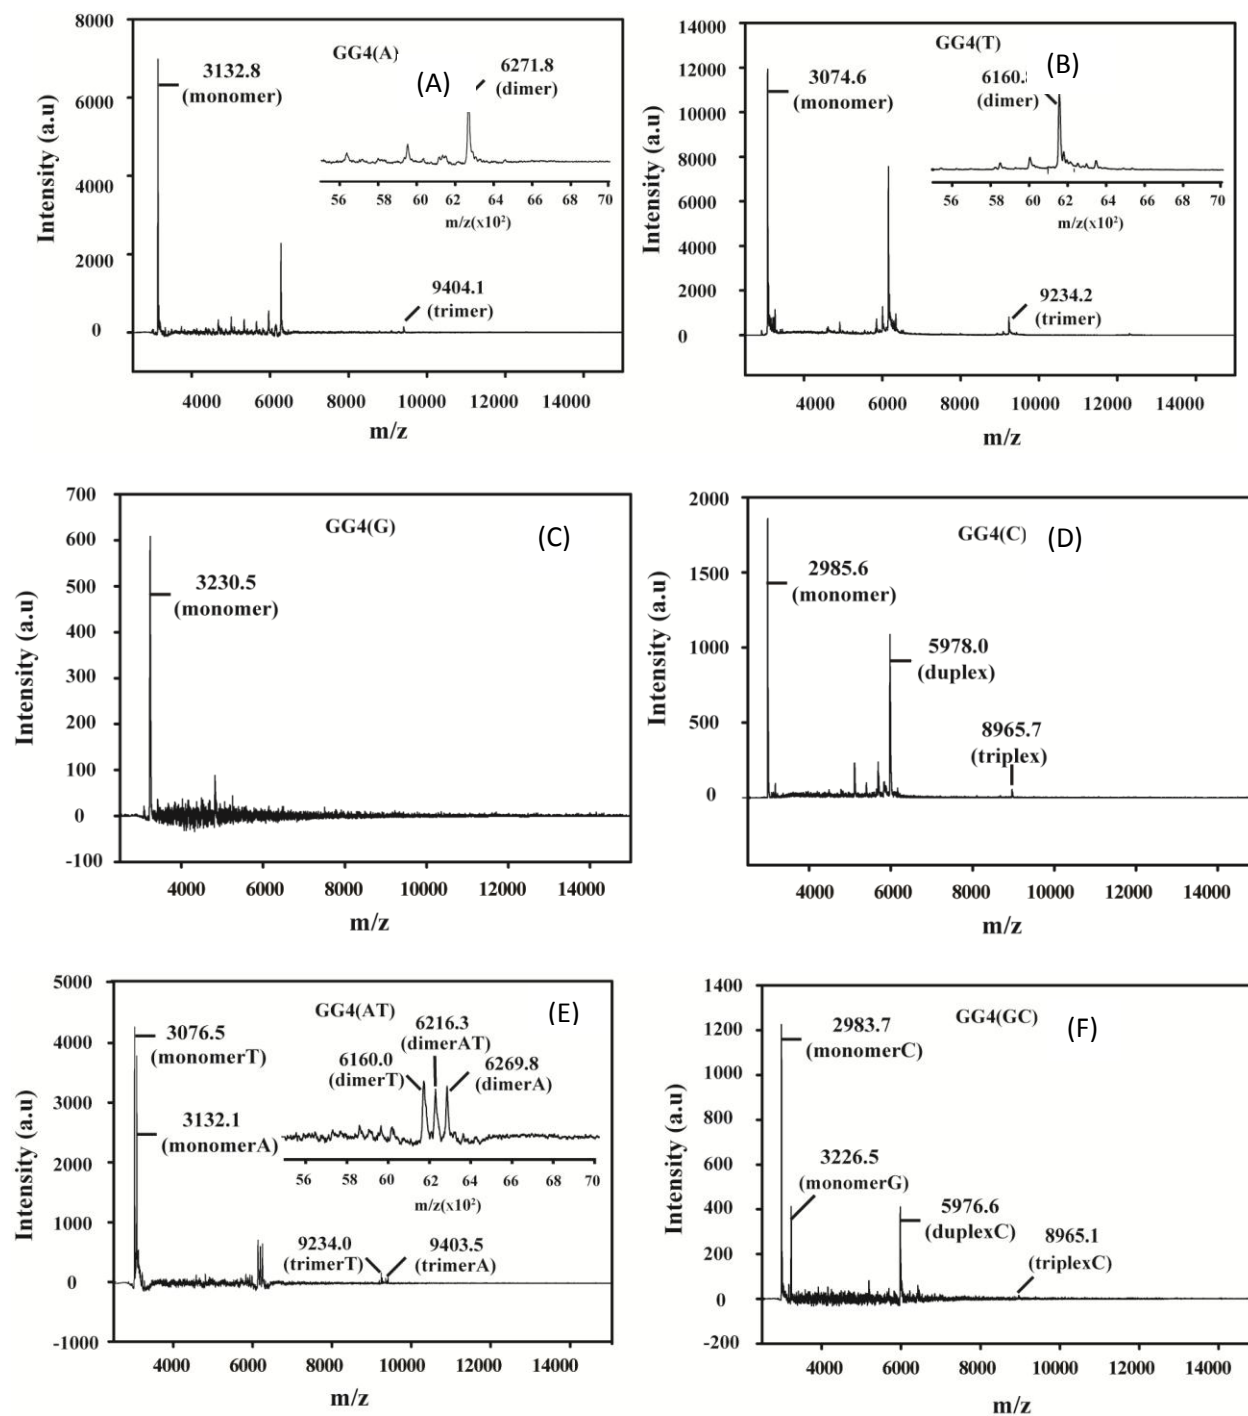 GG4(A)
(A)
3132.8
(monomer)
6271.8
(dimer)
56 58 60 62 64 66 68 70
m/z(x10²)
9404.1
(trimer)
8000
6000
4000
2000
0
Intensity (a.u)
4000 6000 8000 10000 12000 14000
m/z
GG4(T)
(B)
3074.6
(monomer)
6160.
(dimer)
56 58 60 62 64 66 68 70
m/z(x10²)
9234.2
(trimer)
14000
12000
10000
8000
6000
4000
2000
0
Intensity (a.u)
4000 6000 8000 10000 12000 14000
m/z
GG4(G)
(C)
3230.5
(monomer)
700
600
500
400
300
200
100
0
-100
Intensity (a.u)
4000 6000 8000 10000 12000 14000
m/z
GG4(C)
(D)
2985.6
(monomer)
5978.0
(duplex)
8965.7
(triplex)
2000
1500
1000
500
0
Intensity (a.u)
4000 6000 8000 10000 12000 14000
m/z
GG4(AT)
(E)
3076.5
(monomerT)
3132.1
(monomerA)
6216.3
(dimerAT)
6160.0
(dimerT)
6269.8
(dimerA)
56 58 60 62 64 66 68 70
m/z(x10²)
9234.0
(trimerT)
9403.5
(trimerA)
5000
4000
3000
2000
1000
0
-1000
Intensity (a.u)
4000 6000 8000 10000 12000 14000
m/z
GG4(GC)
(F)
2983.7
(monomerC)
3226.5
(monomerG)
5976.6
(duplexC)
8965.1
(triplexC)
1400
1200
1000
800
600
400
200
0
-200
Intensity (a.u)
4000 6000 8000 10000 12000 14000
m/z